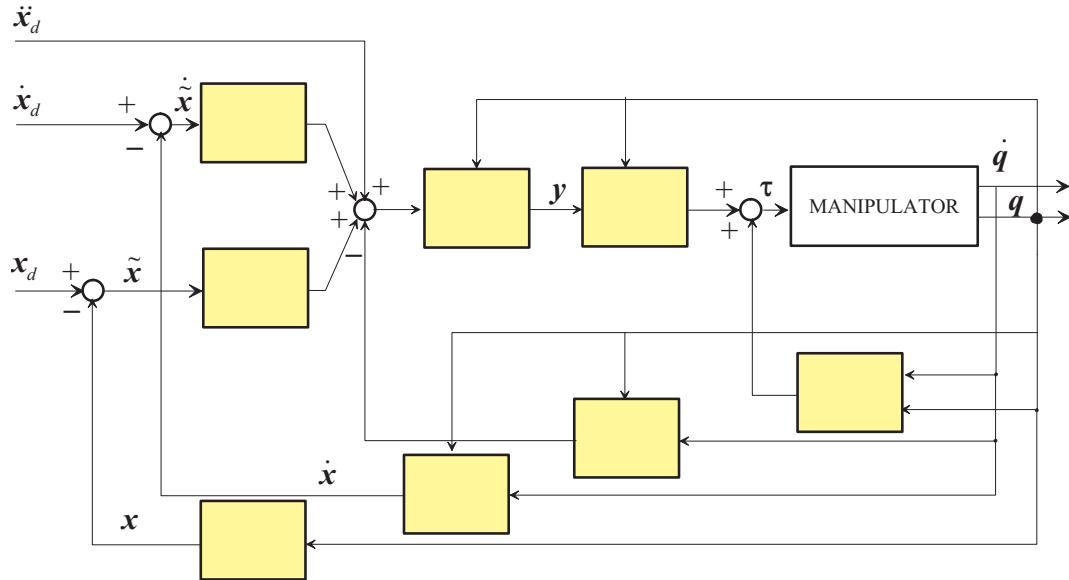 ẍ_d
ẋ_d
+
−
x̃̇
+
+
+
−
y
+
+
τ
MANIPULATOR
q̇
q
x_d
+
−
x̃
ẋ
x